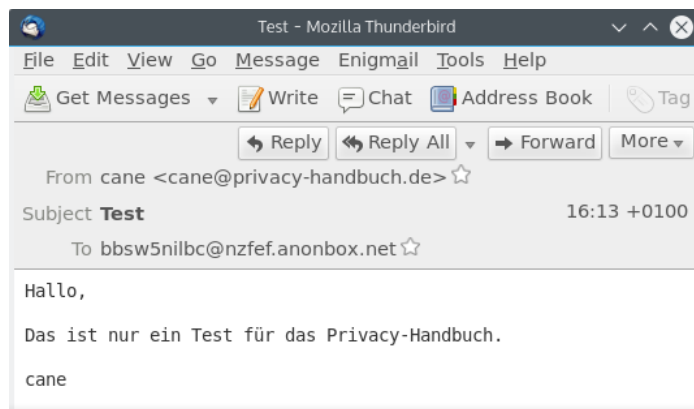 Test - Mozilla Thunderbird
File Edit View Go Message Enigmail Tools Help
Get Messages Write Chat Address Book Tag
Reply Reply All Forward More
From cane <cane@privacy-handbuch.de>
Subject Test 16:13 +0100
To bbsw5nilbc@nzfef.anonbox.net
Hallo,
Das ist nur ein Test für das Privacy-Handbuch.
cane